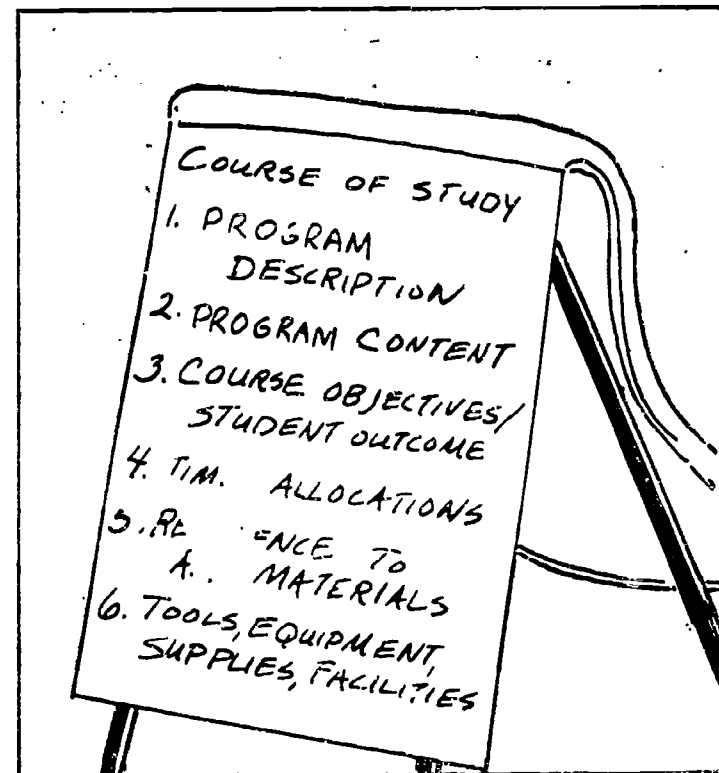 COURSE OF STUDY
1. PROGRAM
DESCRIPTION
2. PROGRAM CONTENT
3. COURSE OBJECTIVES/
STUDENT OUTCOME
4. ALLOCATIONS
5. TO
MATERIALS
6. TOOLS, EQUIPMENT,
SUPPLIES, FACILITIES